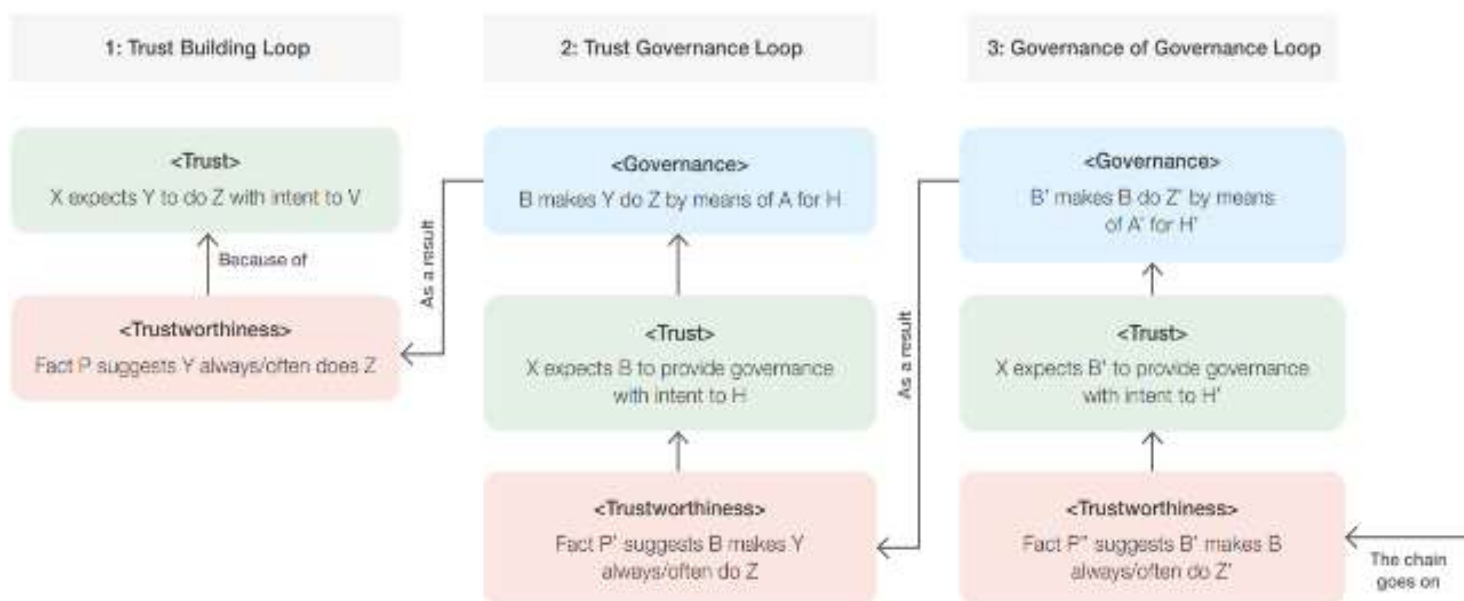 1: Trust Building Loop
2: Trust Governance Loop
3: Governance of Governance Loop
<Trust>
X expects Y to do Z with intent to V
Because of
<Trustworthiness>
Fact P suggests Y always/often does Z
As a result
<Governance>
B makes Y do Z by means of A for H
<Trust>
X expects B to provide governance
with intent to H
<Trustworthiness>
Fact P' suggests B makes Y
always/often do Z
As a result
<Governance>
B' makes B do Z' by means
of A' for H'
<Trust>
X expects B' to provide governance
with intent to H'
<Trustworthiness>
Fact P" suggests B' makes B
always/often do Z'
The chain
goes on